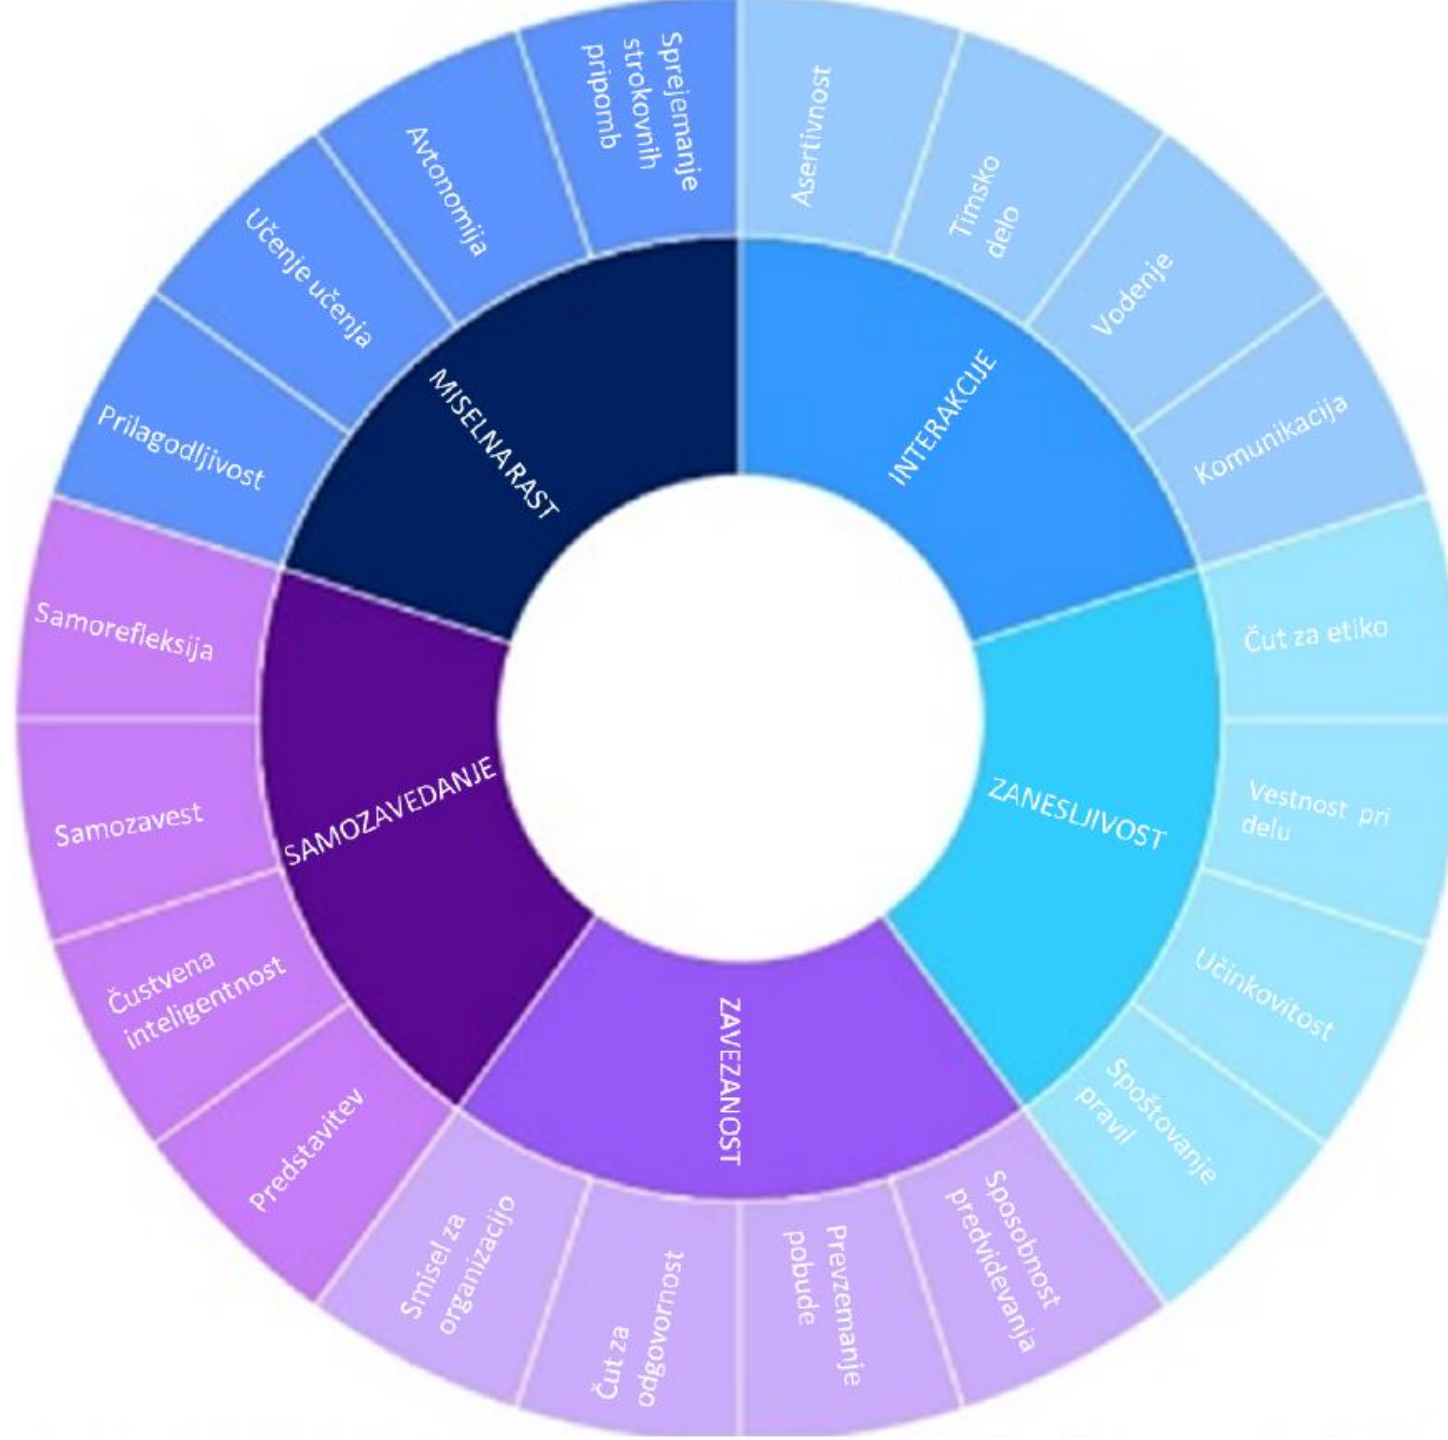 INTERAKCIJE
Asertivnost
Timsko
delo
Vodenje
Komunikacija
ZANESLJIVOST
Čut za etiko
Vestnost pri
delu
Učinkovitost
Spoštovanje
pravil
ZAVEZANOST
Sposobnost
predvidevanja
Prevzemanje
pobude
Čut za
odgovornost
Smisel za
organizacijo
SAMOZAVEDANJE
Predstavitev
Čustvena
inteligentnost
Samozavest
Samorefleksija
MISELNA RAST
Prilagodljivost
Učenje učenja
Avtonomija
Sprejemanje
strokovnih
pripomb